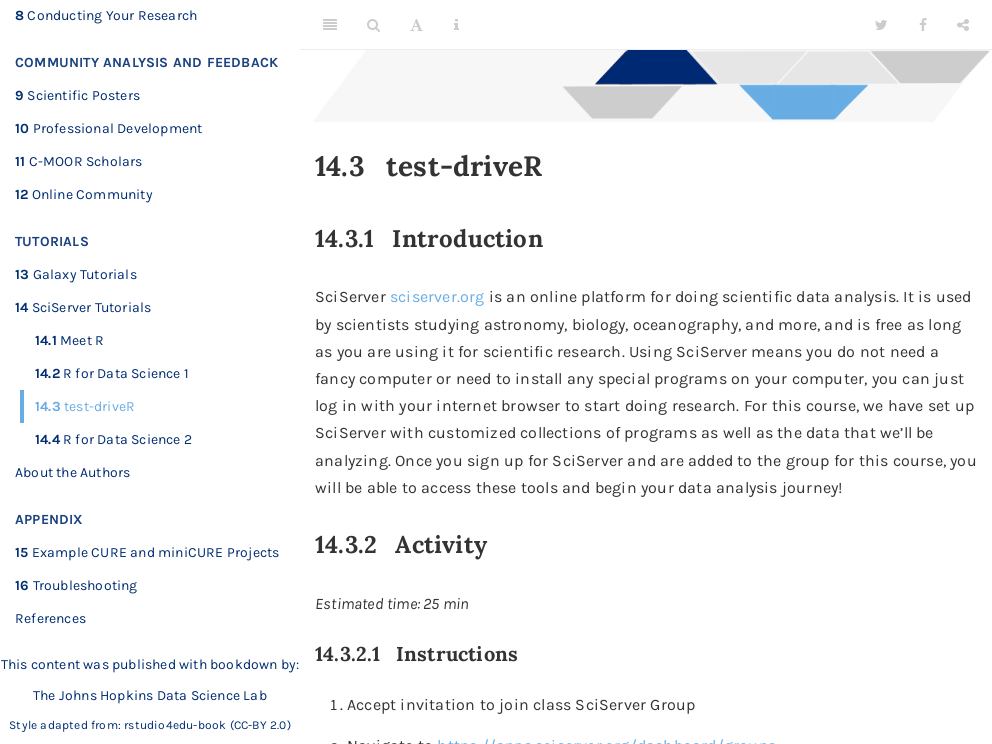 8 Conducting Your Research
COMMUNITY ANALYSIS AND FEEDBACK
9 Scientific Posters
10 Professional Development
11 C-MOOR Scholars
12 Online Community
TUTORIALS
13 Galaxy Tutorials
14 SciServer Tutorials
14.1 Meet R
14.2 R for Data Science 1
14.3 test-driveR
14.4 R for Data Science 2
About the Authors
APPENDIX
15 Example CURE and miniCURE Projects
16 Troubleshooting
References
This content was published with bookdown by:
The Johns Hopkins Data Science Lab
Style adapted from: rstudio4edu-book (CC-BY 2.0)
14.3 test-driveR
14.3.1 Introduction
SciServer sciserver.org is an online platform for doing scientific data analysis. It is used
by scientists studying astronomy, biology, oceanography, and more, and is free as long
as you are using it for scientific research. Using SciServer means you do not need a
fancy computer or need to install any special programs on your computer, you can just
log in with your internet browser to start doing research. For this course, we have set up
SciServer with customized collections of programs as well as the data that we’ll be
analyzing. Once you sign up for SciServer and are added to the group for this course, you
will be able to access these tools and begin your data analysis journey!
14.3.2 Activity
Estimated time: 25 min
14.3.2.1 Instructions
1. Accept invitation to join class SciServer Group
2. Navigate to https://apps.sciserver.org/dashboard/groups